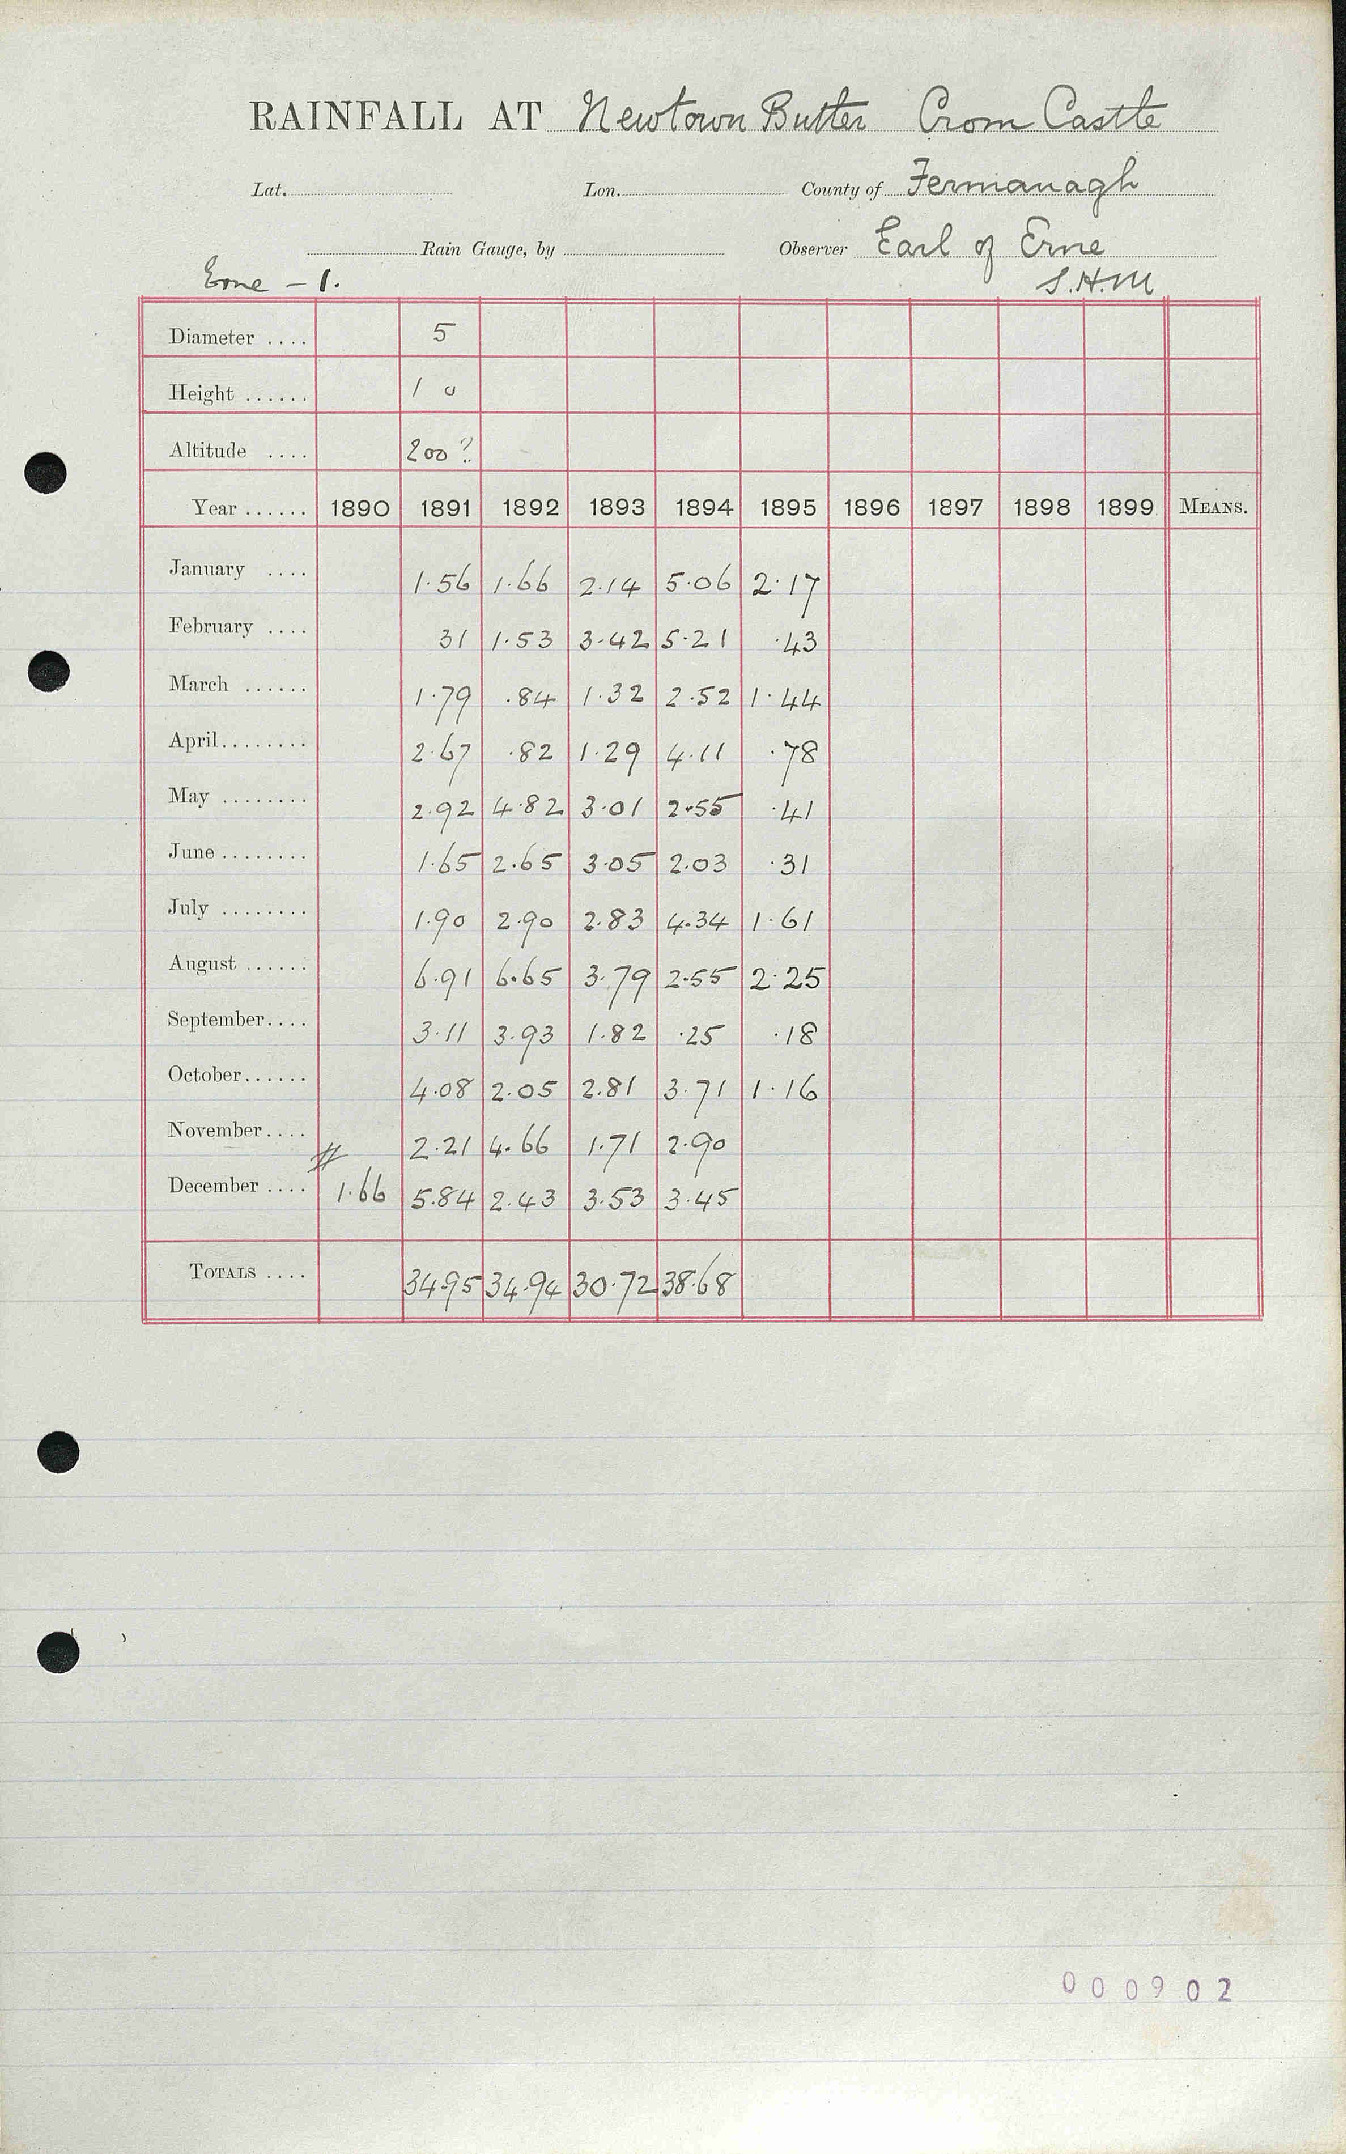 RAINFALL AT Newtown Butler Crom Castle
Lat. Lon. County of Fermanagh
Rain Gauge, by Observer Earl of Erne
Erne - 1. S.H.M
Diameter .... 5
Height ...... 1 0
Altitude .... 200?
Year ...... 1890 1891 1892 1893 1894 1895 1896 1897 1898 1899 MEANS.
January .... 1.56 1.66 2.14 5.06 2.17
February .... 31 1.53 3.42 5.21 .43
March ...... 1.79 .84 1.32 2.52 1.44
April........ 2.67 .82 1.29 4.11 .78
May ........ 2.92 4.82 3.01 2.55 .41
June ........ 1.65 2.65 3.05 2.03 .31
July ........ 1.90 2.90 2.83 4.34 1.61
August ...... 6.91 6.65 3.79 2.55 2.25
September.... 3.11 3.93 1.82 .25 .18
October...... 4.08 2.05 2.81 3.71 1.16
November.... 2.21 4.66 1.71 2.90
December .... # 1.66 5.84 2.43 3.53 3.45
TOTALS .... 34.95 34.94 30.72 38.68
000902